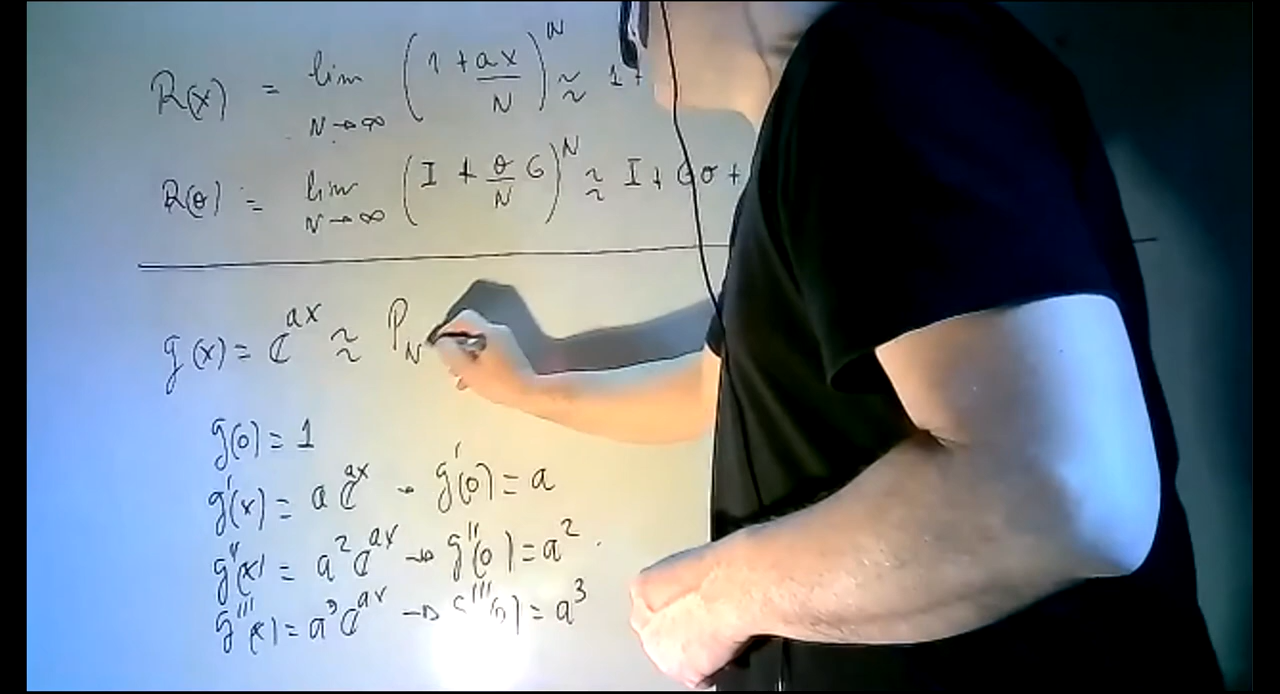 R(x) = lim N→∞ (1 + ax/N)^N ≈ 1 +
R(θ) = lim N→∞ (I + θ/N G)^N ≈ I + Gθ +
g(x) = e^{ax} ≈ P_N
g(0) = 1
g'(x) = a e^{ax} → g'(0) = a
g''(x) = a^2 e^{ax} → g''(0) = a^2
g'''(x) = a^3 e^{ax} → g'''(0) = a^3